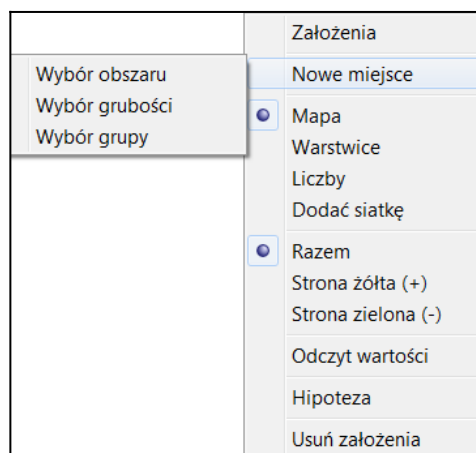 Założenia
Nowe miejsce
Wybór obszaru
Wybór grubości
Wybór grupy
Mapa
Warstwice
Liczby
Dodać siatkę
Razem
Strona żółta (+)
Strona zielona (-)
Odczyt wartości
Hipoteza
Usuń założenia